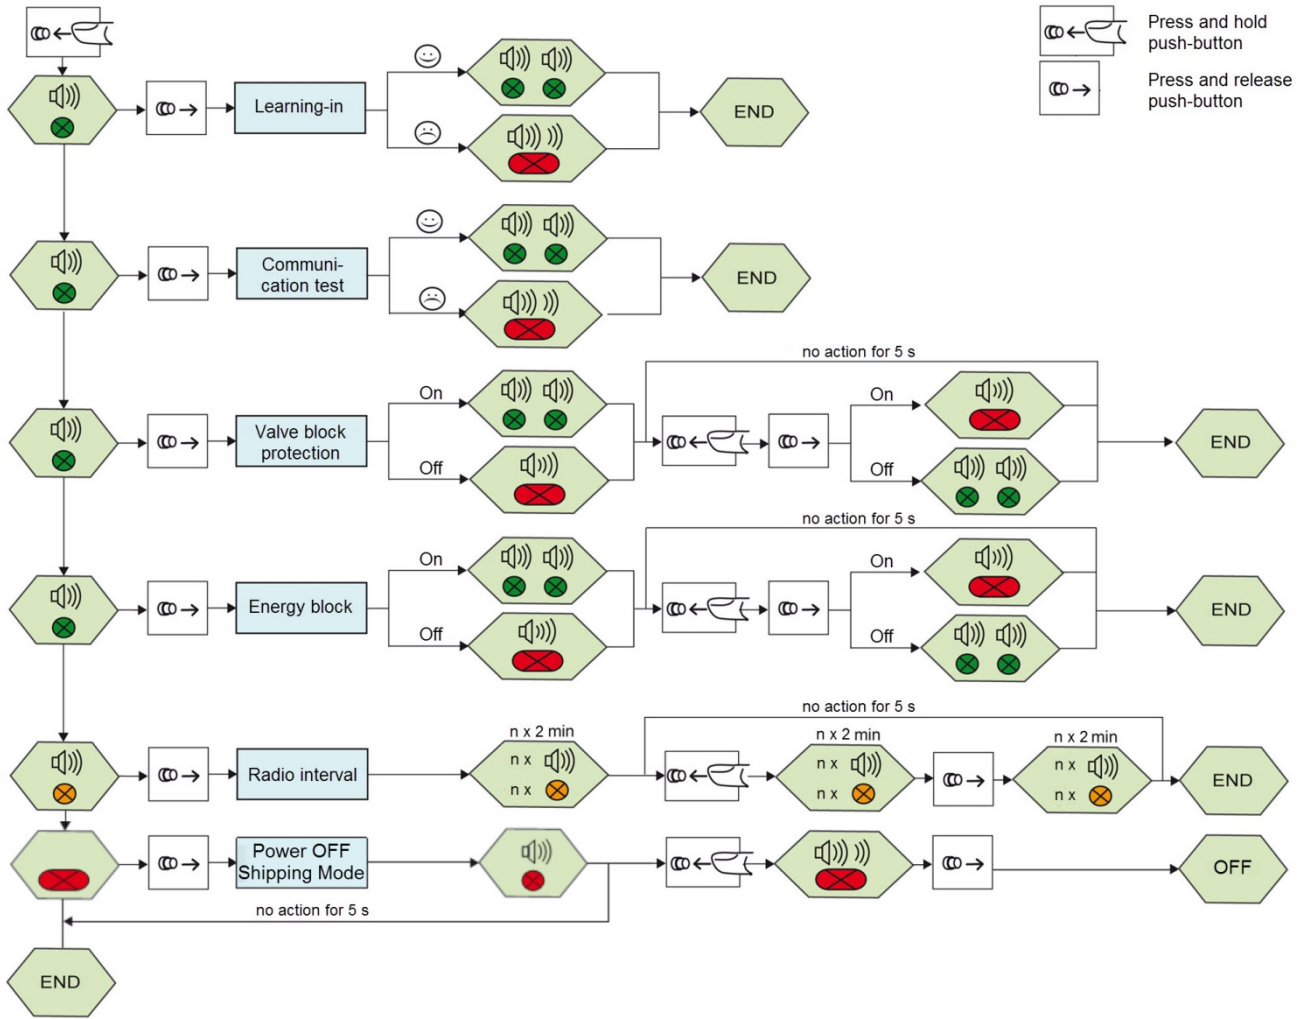 Press and hold
push-button
Press and release
push-button
Learning-in
END
Communi-
cation test
END
no action for 5 s
On
On
Valve block
protection
END
Off
Off
no action for 5 s
On
On
Energy block
END
Off
Off
no action for 5 s
n x 2 min
n x 2 min
n x 2 min
n x
n x
n x
Radio interval
END
n x
n x
n x
Power OFF
Shipping Mode
OFF
no action for 5 s
END